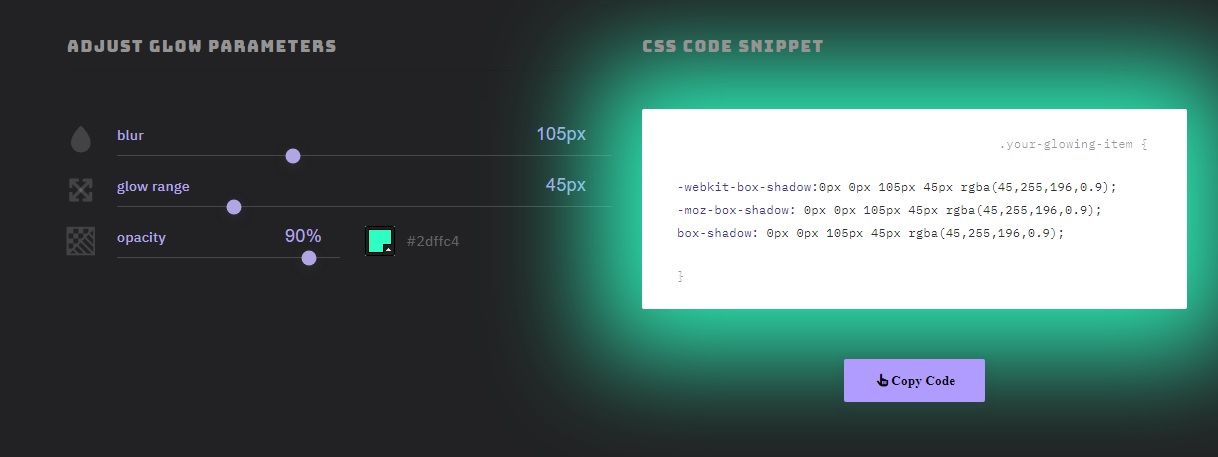 ADJUST GLOW PARAMETERS
blur
105px
glow range
45px
opacity
90%
#2dffc4
CSS CODE SNIPPET
.your-glowing-item {
-webkit-box-shadow:0px 0px 105px 45px rgba(45,255,196,0.9);
-moz-box-shadow: 0px 0px 105px 45px rgba(45,255,196,0.9);
box-shadow: 0px 0px 105px 45px rgba(45,255,196,0.9);
}
Copy Code